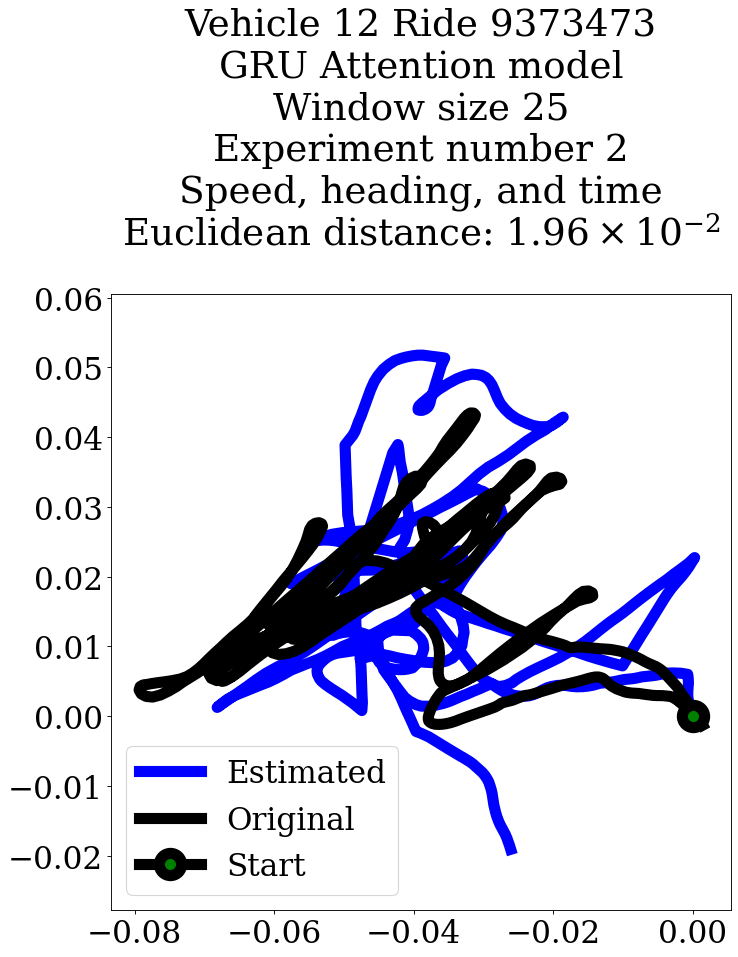 Vehicle 12 Ride 9373473
GRU Attention model
Window size 25
Experiment number 2
Speed, heading, and time
Euclidean distance: 1.96 × 10⁻²
0.06
0.05
0.04
0.03
0.02
0.01
0.00
−0.01
−0.02
Estimated
Original
Start
−0.08 −0.06 −0.04 −0.02 0.00